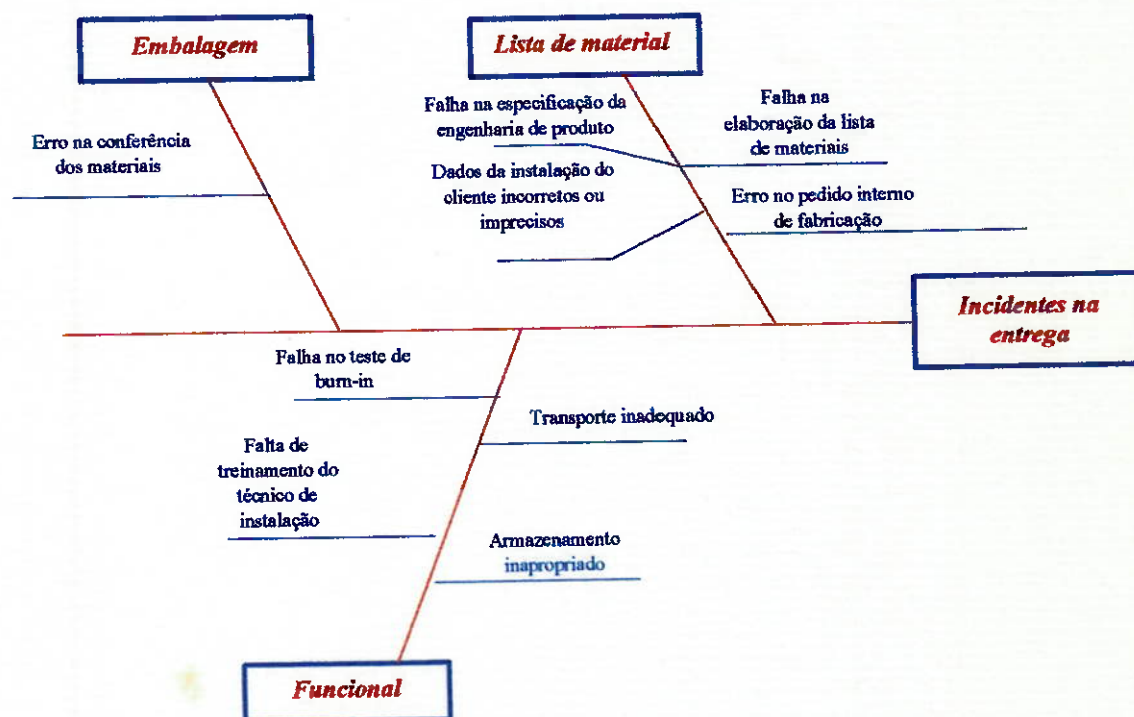 Embalagem
Lista de material
Erro na conferência
dos materiais
Falha na especificação da
engenharia de produto
Falha na
elaboração da lista
de materiais
Dados da instalação do
cliente incorretos ou
imprecisos
Erro no pedido interno
de fabricação
Incidentes na
entrega
Falha no teste de
burn-in
Transporte inadequado
Falta de
treinamento do
técnico de
instalação
Armazenamento
inapropriado
Funcional